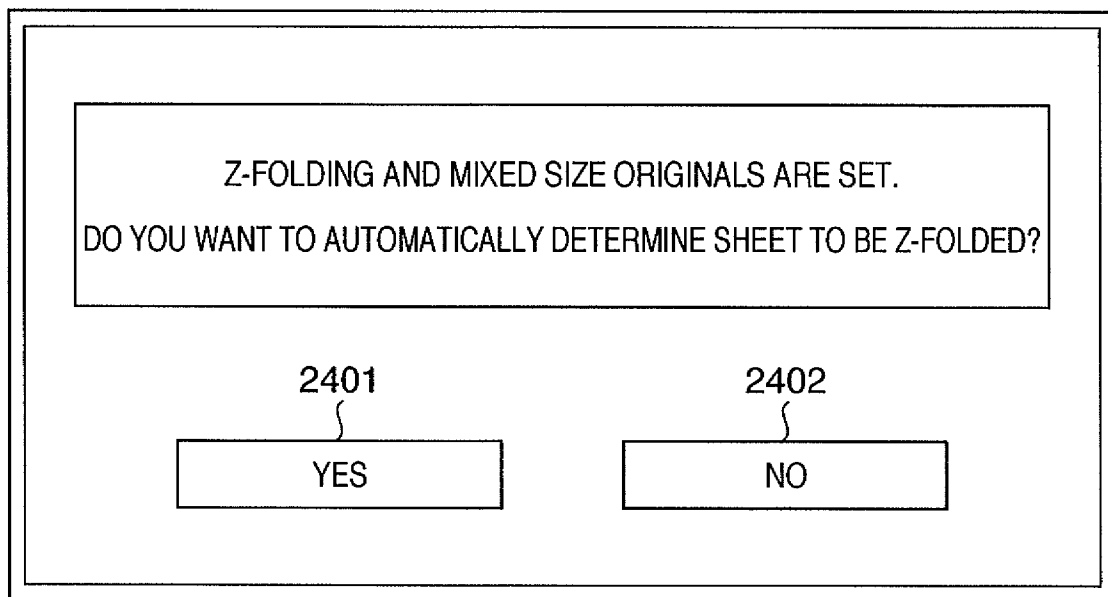 Z-FOLDING AND MIXED SIZE ORIGINALS ARE SET.
DO YOU WANT TO AUTOMATICALLY DETERMINE SHEET TO BE Z-FOLDED?
2401 2402
YES NO